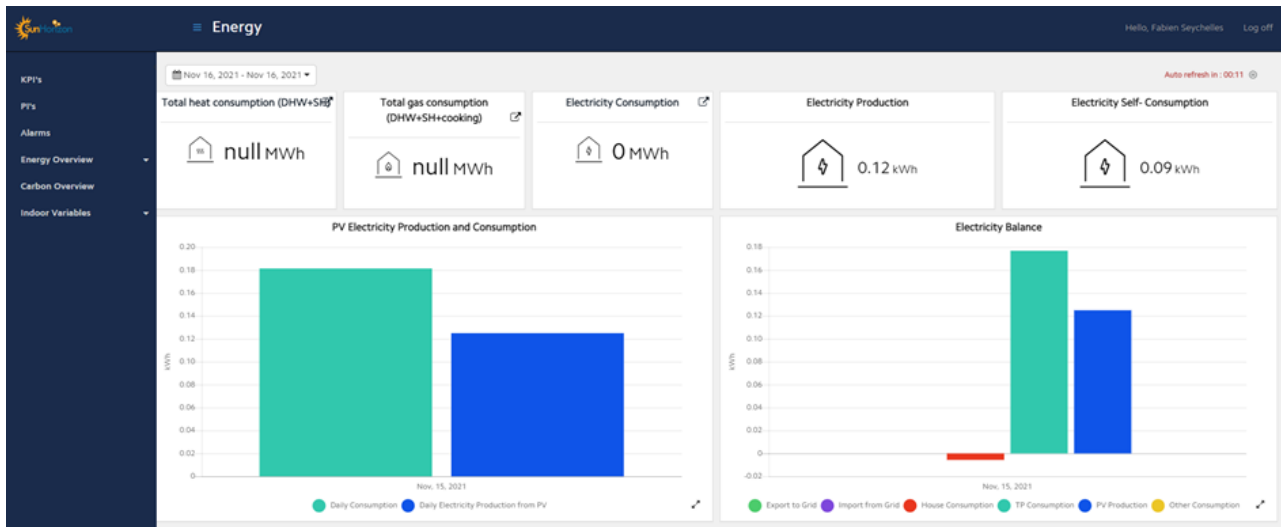 SunHorizon
Energy
Hello, Fabien Seychelles
Log off
KPI's
PI's
Alarms
Energy Overview
Carbon Overview
Indoor Variables
Nov 16, 2021 - Nov 16, 2021
Auto refresh in : 00:11
Total heat consumption (DHW+SH)
null MWh
Total gas consumption
(DHW+SH+cooking)
null MWh
Electricity Consumption
0 MWh
Electricity Production
0.12 kWh
Electricity Self- Consumption
0.09 kWh
PV Electricity Production and Consumption
0.20
0.18
0.16
0.14
0.12
0.10
0.08
0.06
0.04
0.02
0
kWh
Nov. 15, 2021
Daily Consumption
Daily Electricity Production from PV
Electricity Balance
0.18
0.16
0.14
0.12
0.10
0.08
0.06
0.04
0.02
0
-0.02
kWh
Nov. 15, 2021
Export to Grid
Import from Grid
House Consumption
TP Consumption
PV Production
Other Consumption